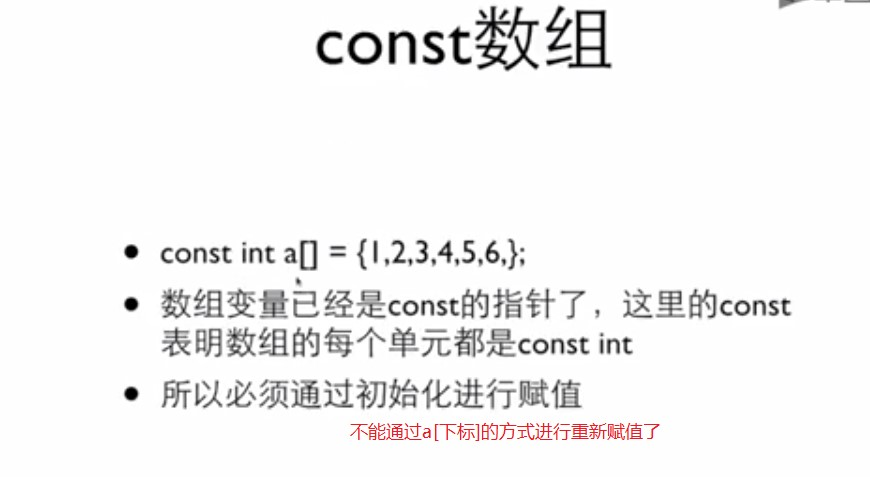 const数组
const int a[] = {1,2,3,4,5,6,};
数组变量已经是const的指针了，这里的const
表明数组的每个单元都是const int
所以必须通过初始化进行赋值
不能通过a[下标]的方式进行重新赋值了